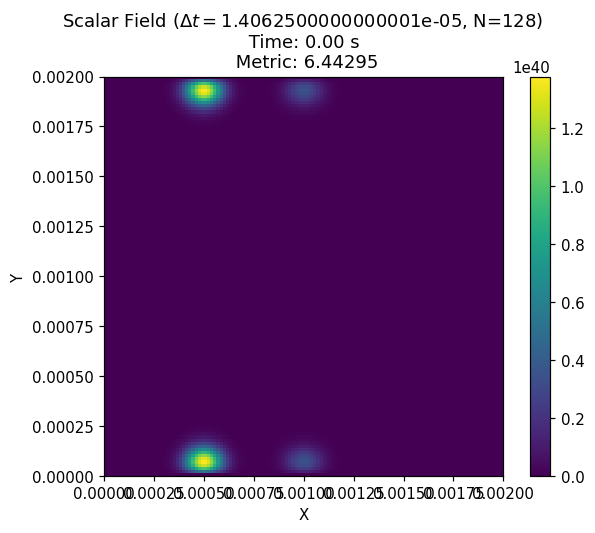 Scalar Field (Δt = 1.4062500000000001e-05, N=128)
Time: 0.00 s
Metric: 6.44295
1e40
0.00200
0.00175
0.00150
0.00125
0.00100
0.00075
0.00050
0.00025
0.00000
Y
1.2
1.0
0.8
0.6
0.4
0.2
0.0
0.00000 0.00025 0.00050 0.00075 0.00100 0.00125 0.00150 0.00175 0.00200
X